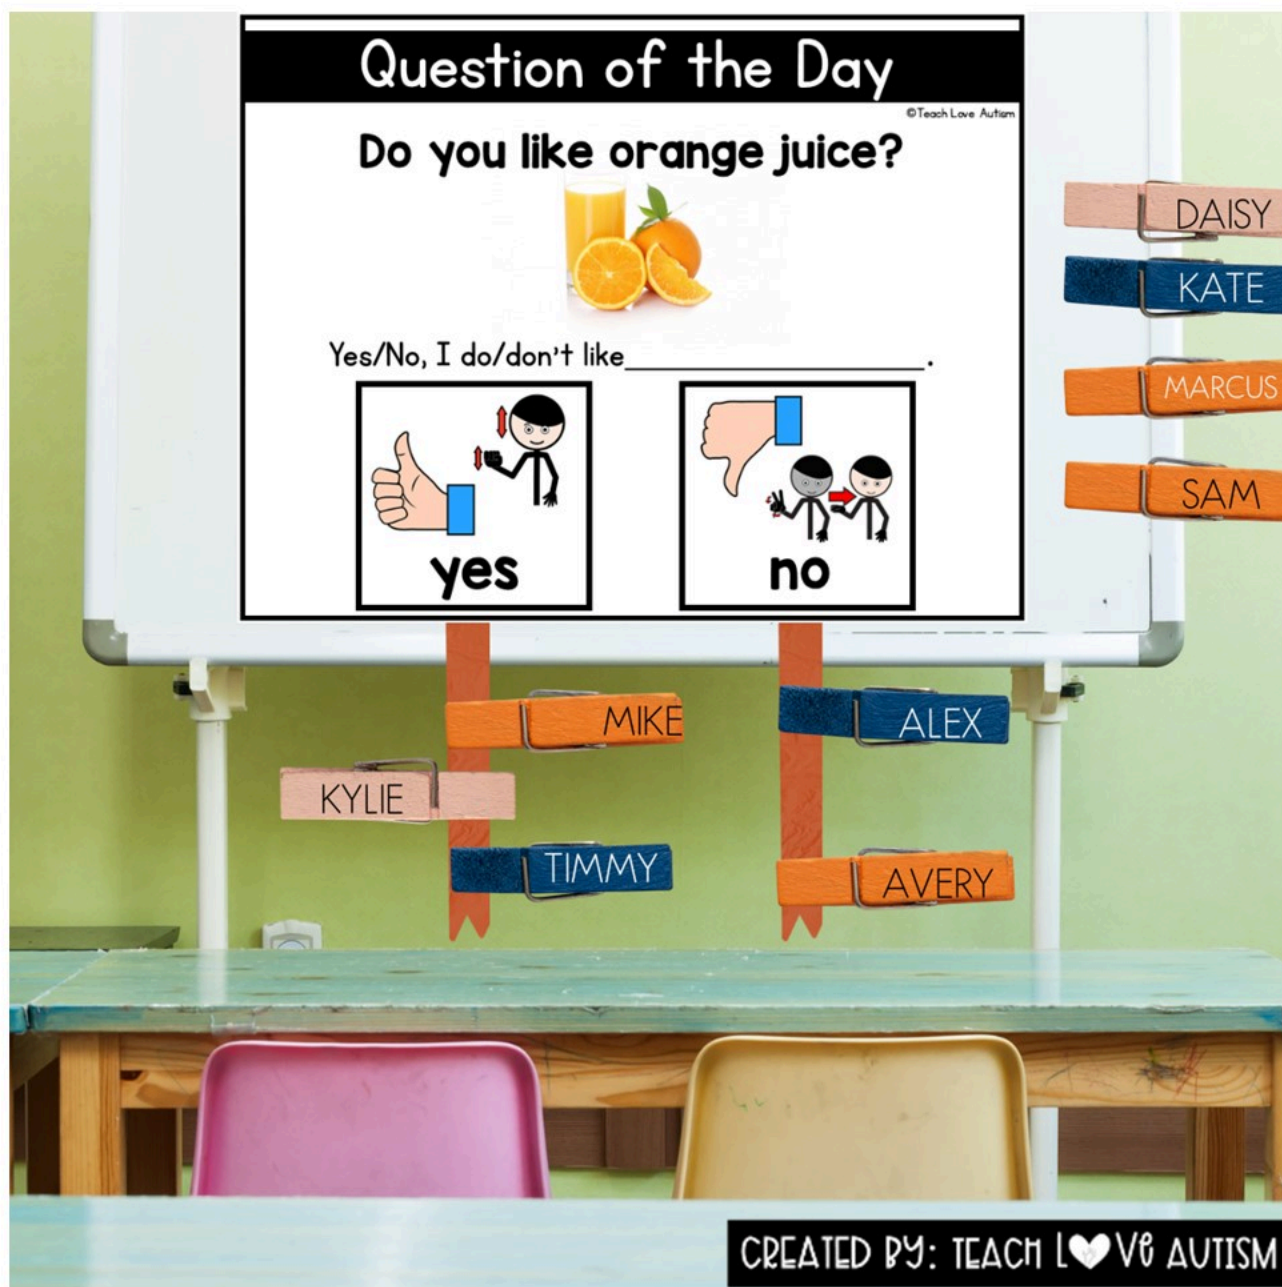 Question of the Day
©Teach Love Autism
Do you like orange juice?
Yes/No, I do/don't like____________________.
yes
no
DAISY
KATE
MARCUS
SAM
MIKE
ALEX
KYLIE
TIMMY
AVERY
CREATED BY: TEACH LOVE AUTISM